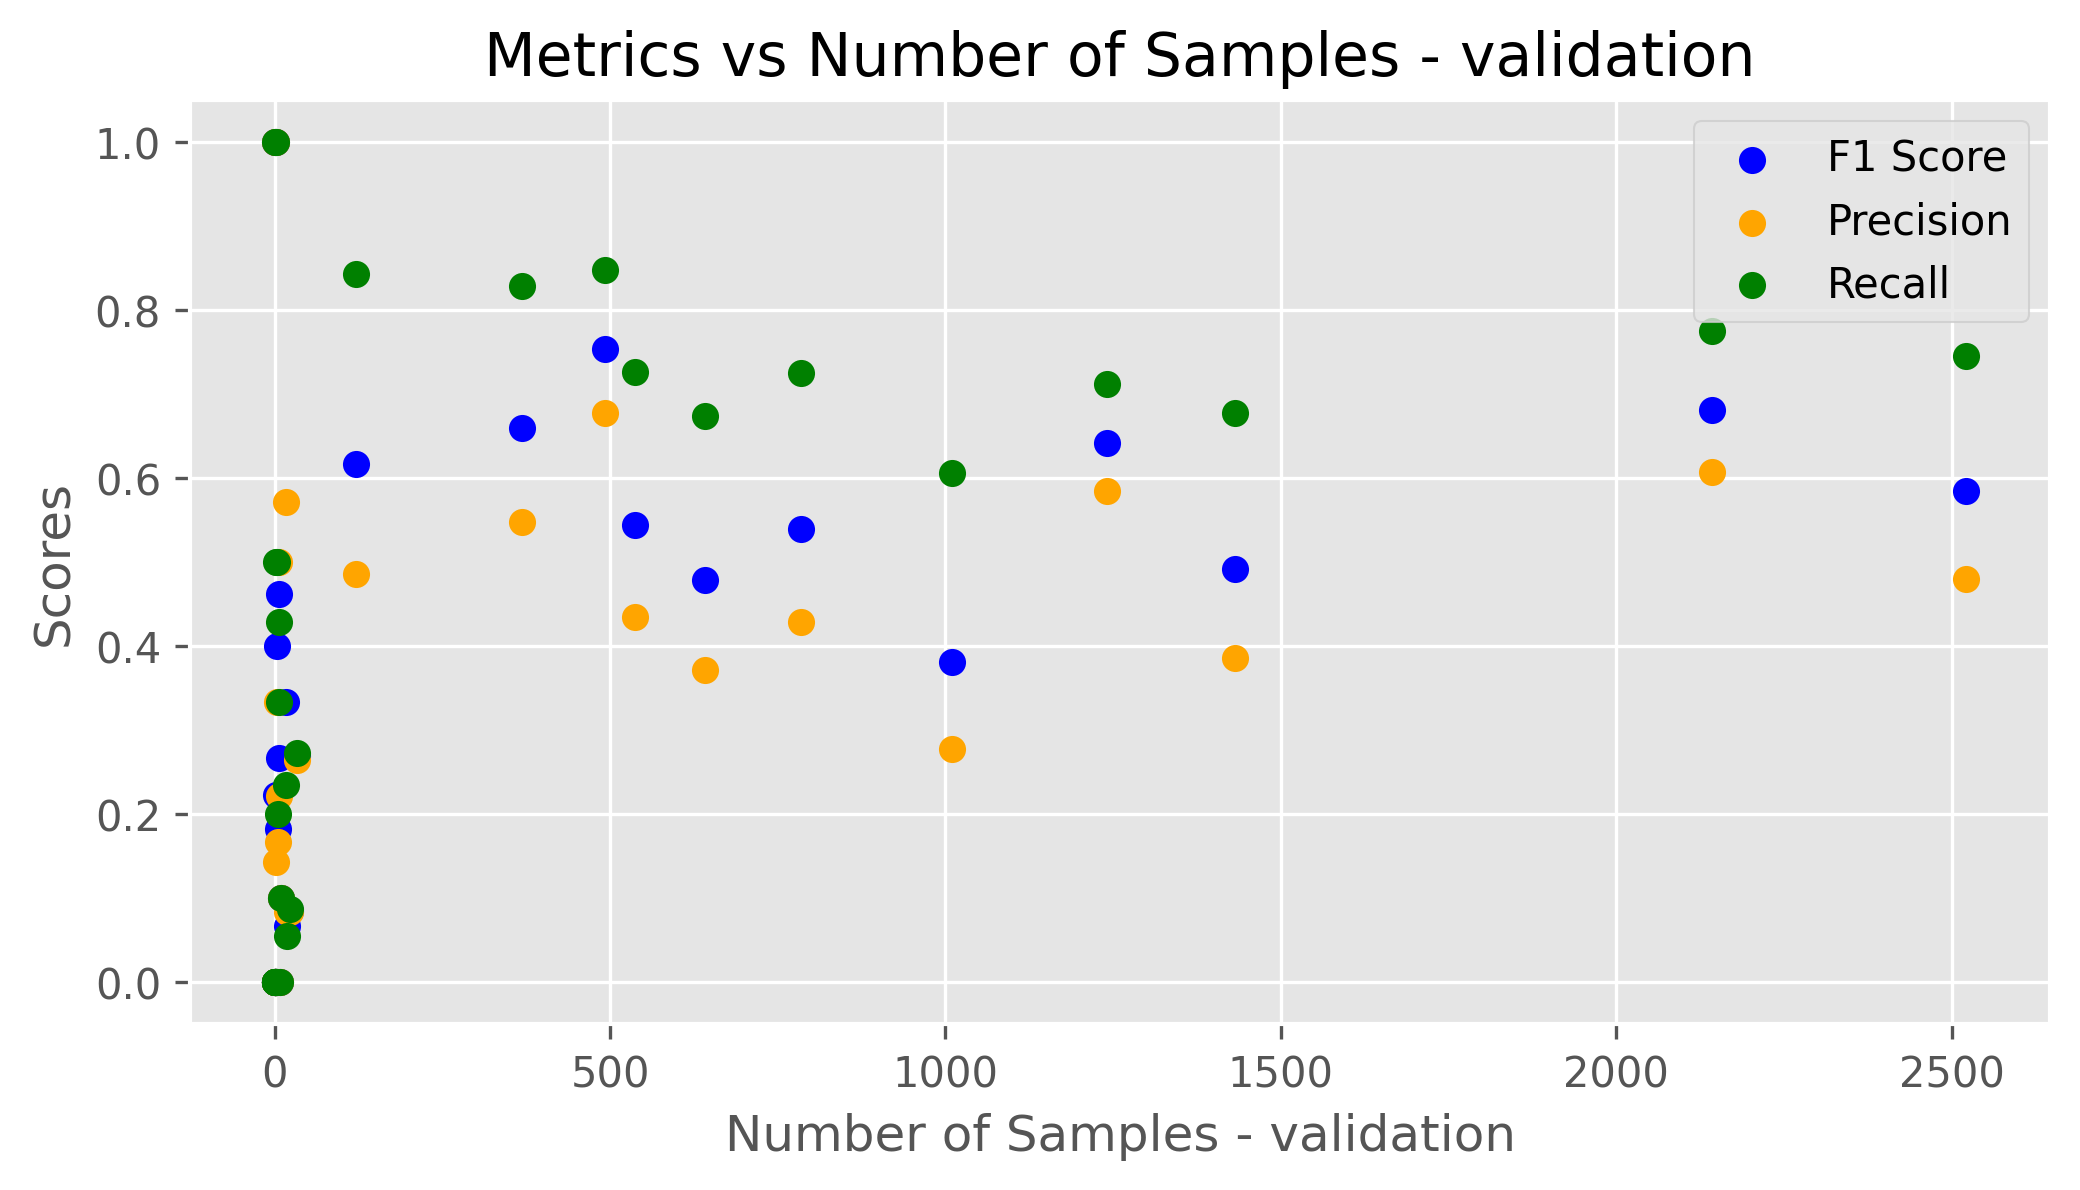 Metrics vs Number of Samples - validation
F1 Score
Precision
Recall
1.0
0.8
0.6
0.4
0.2
0.0
Scores
0 500 1000 1500 2000 2500
Number of Samples - validation